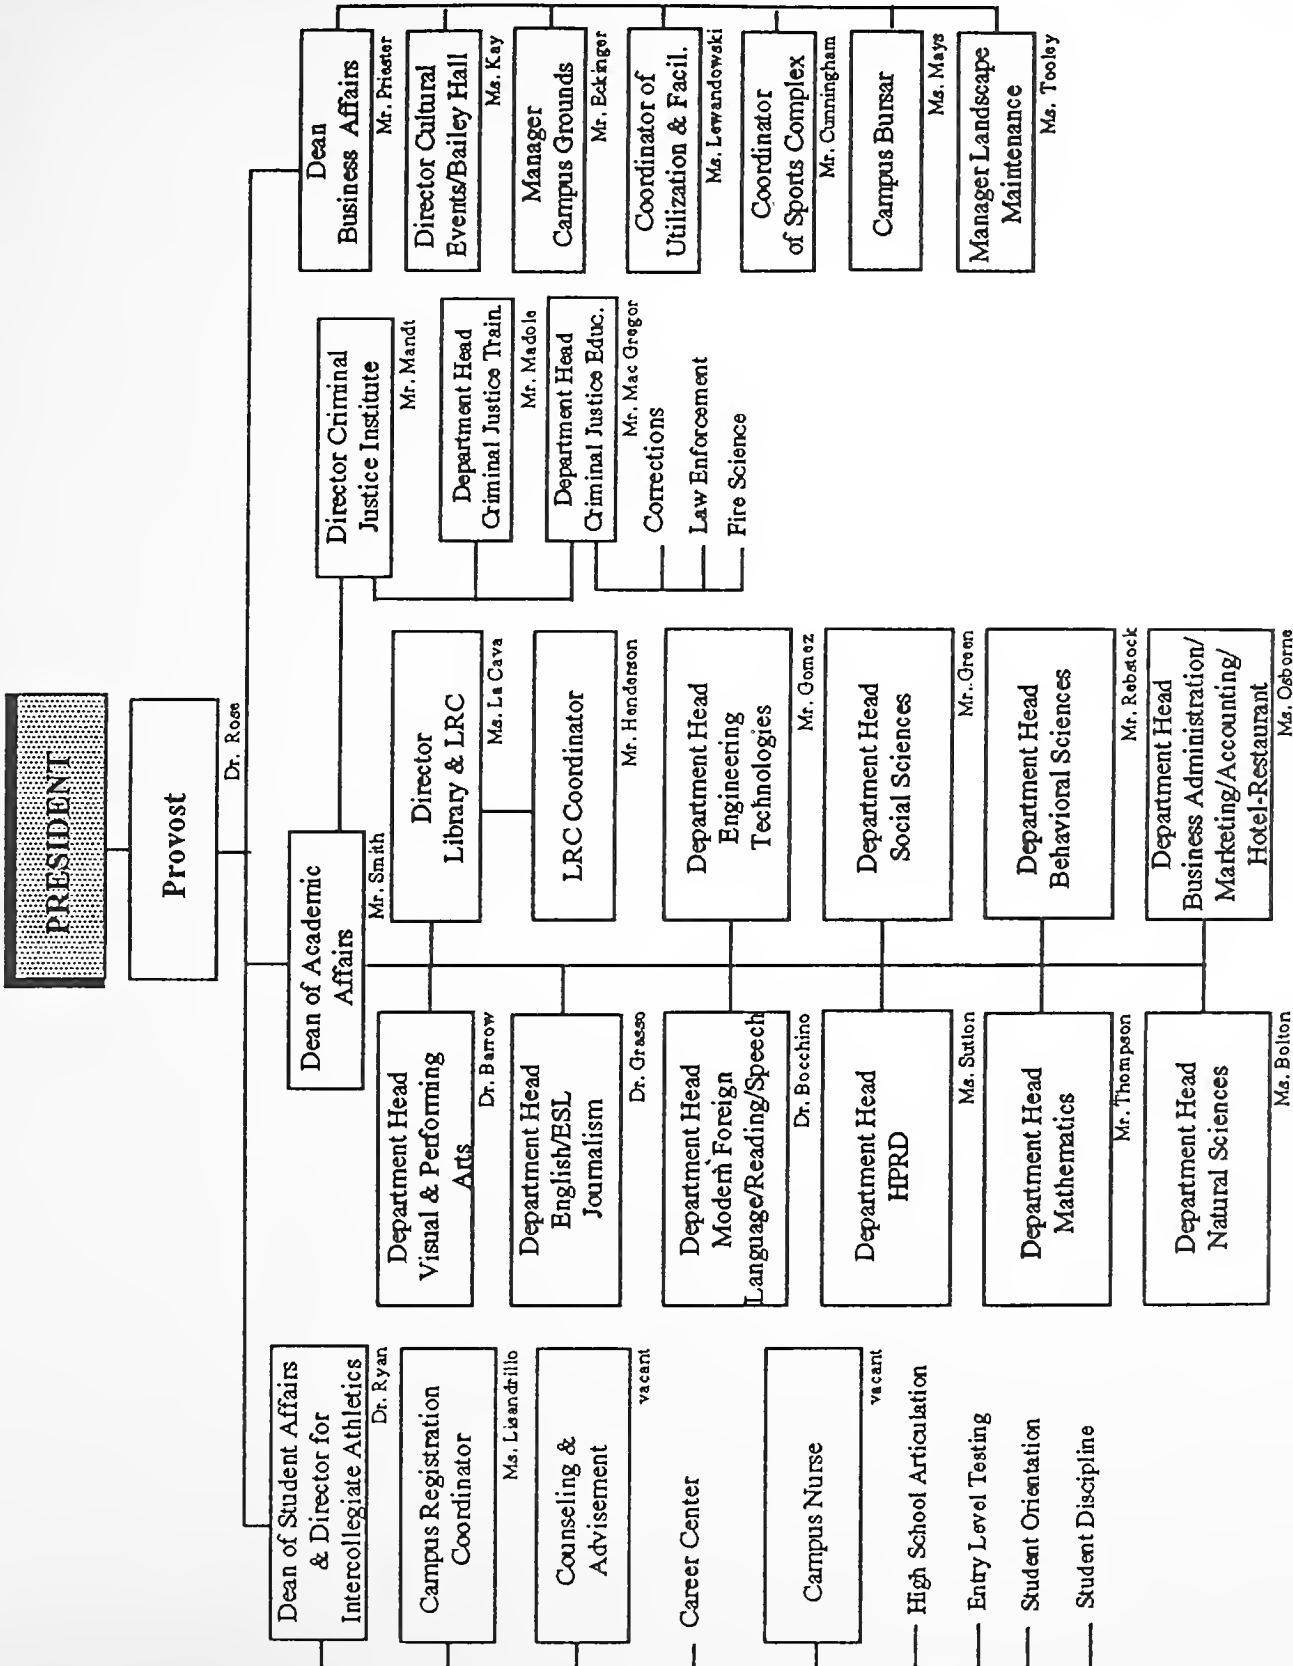 PRESIDENT
Provost
Dr. Rose
Dean of Student Affairs
& Director for
Intercollegiate Athletics
Dr. Ryan
Campus Registration
Coordinator
Ms. Lisandrillo
Counseling &
Advisement
vacant
Career Center
Campus Nurse
vacant
High School Articulation
Entry Level Testing
Student Orientation
Student Discipline
Dean of Academic
Affairs
Mr. Smith
Department Head
Visual & Performing
Arts
Dr. Barrow
Department Head
English/ESL
Journalism
Dr. Grasso
Department Head
Modern Foreign
Language/Reading/Speech
Dr. Bocchino
Department Head
HPRD
Ms. Sutton
Department Head
Mathematics
Mr. Thompson
Department Head
Natural Sciences
Ms. Bolton
Director
Library & LRC
Ms. La Cava
LRC Coordinator
Mr. Henderson
Department Head
Engineering
Technologies
Mr. Gomez
Department Head
Social Sciences
Mr. Green
Department Head
Behavioral Sciences
Mr. Rebstock
Department Head
Business Administration/
Marketing/Accounting/
Hotel-Restaurant
Ms. Osborne
Director Criminal
Justice Institute
Mr. Mandt
Department Head
Criminal Justice Train.
Mr. Madole
Department Head
Criminal Justice Educ.
Mr. Mac Gregor
Corrections
Law Enforcement
Fire Science
Dean
Business Affairs
Mr. Priester
Director Cultural
Events/Bailey Hall
Ms. Kay
Manager
Campus Grounds
Mr. Eckinger
Coordinator of
Utilization & Facil.
Ms. Lewandowski
Coordinator
of Sports Complex
Mr. Cunningham
Campus Bursar
Ms. Mays
Manager Landscape
Maintenance
Ms. Tooley